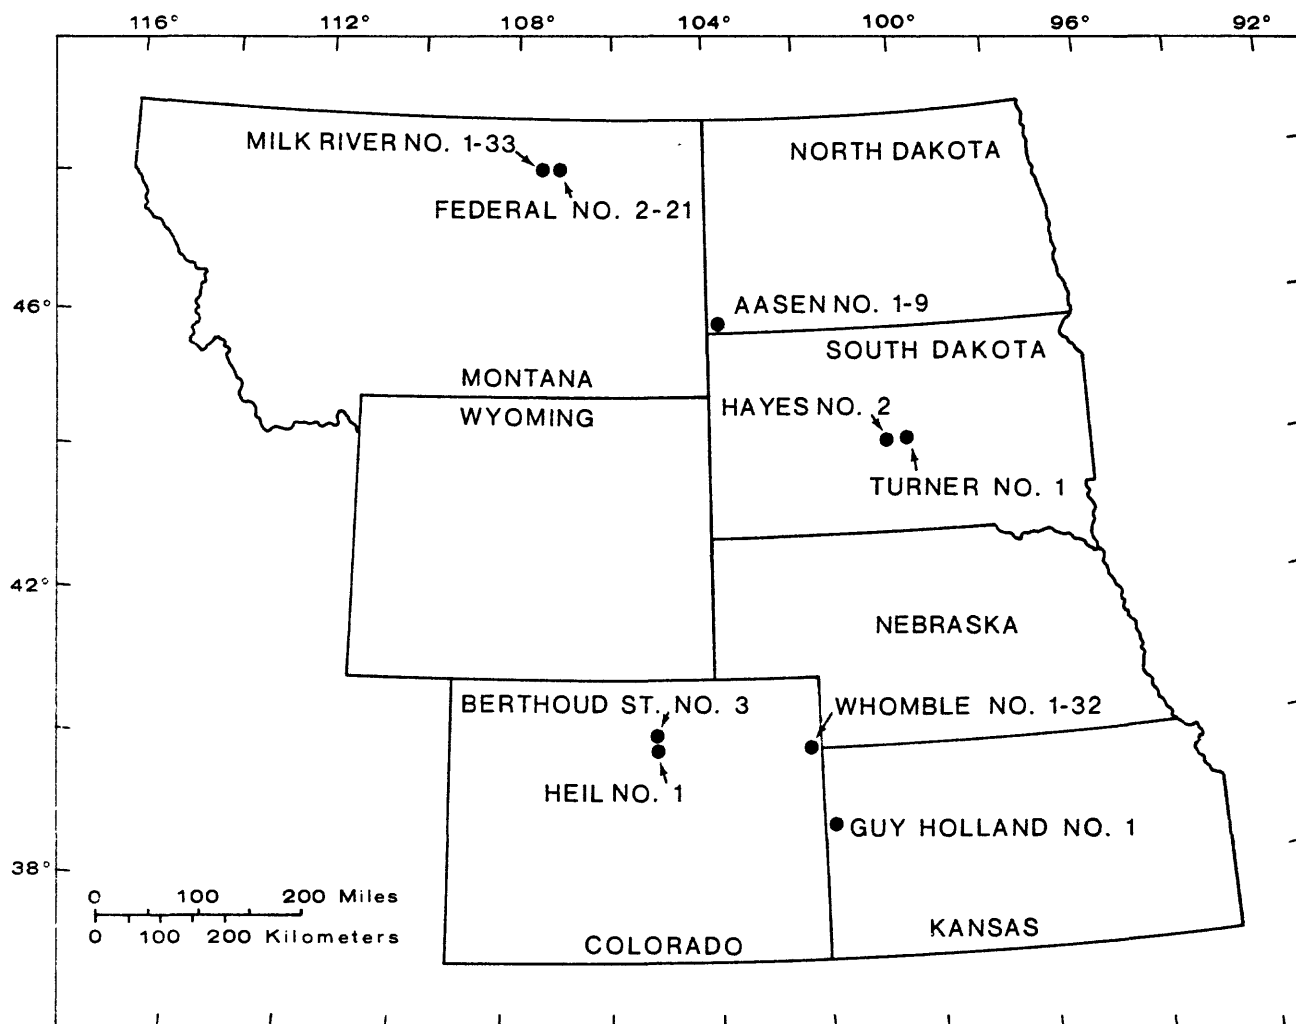 116° 112° 108° 104° 100° 96° 92°
MILK RIVER NO. 1-33
NORTH DAKOTA
FEDERAL NO. 2-21
46°
AASEN NO. 1-9
SOUTH DAKOTA
MONTANA
HAYES NO. 2
WYOMING
TURNER NO. 1
42°
NEBRASKA
BERTHOUD ST. NO. 3
WHOMBLE NO. 1-32
HEIL NO. 1
GUY HOLLAND NO. 1
38°
0 100 200 Miles
0 100 200 Kilometers
KANSAS
COLORADO